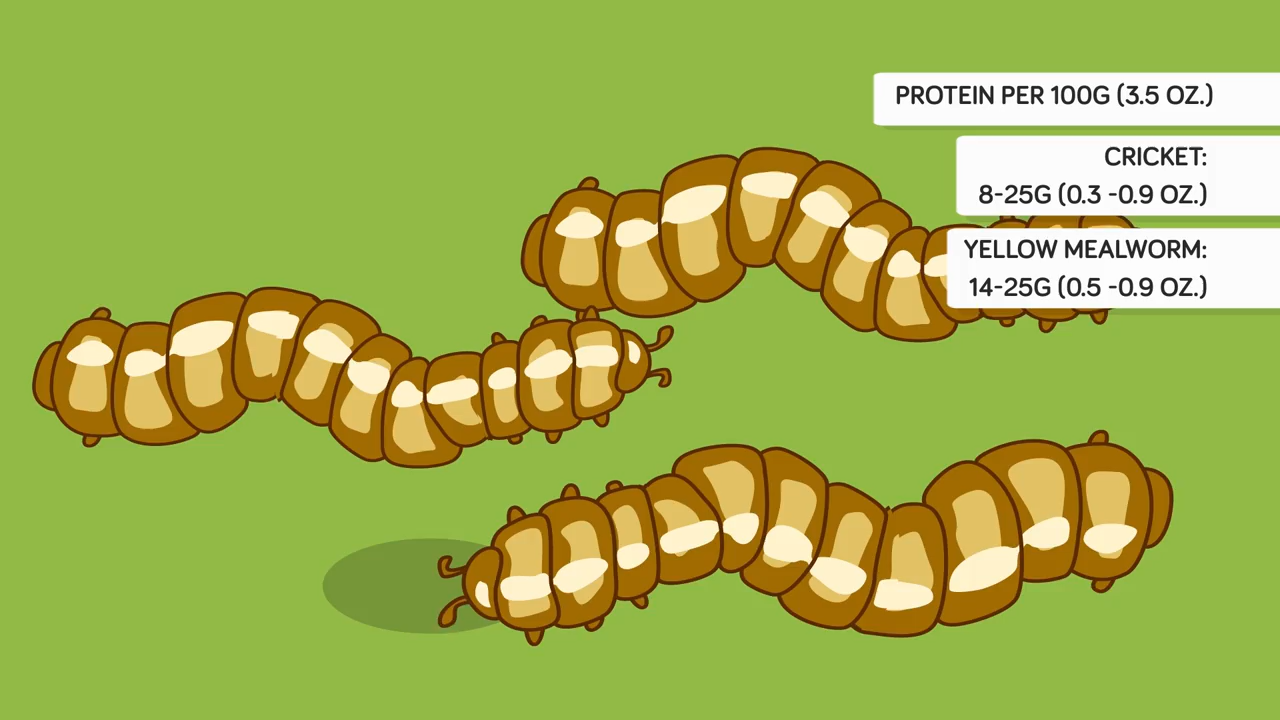 PROTEIN PER 100G (3.5 OZ.)
CRICKET:
8-25G (0.3 -0.9 OZ.)
YELLOW MEALWORM:
14-25G (0.5 -0.9 OZ.)